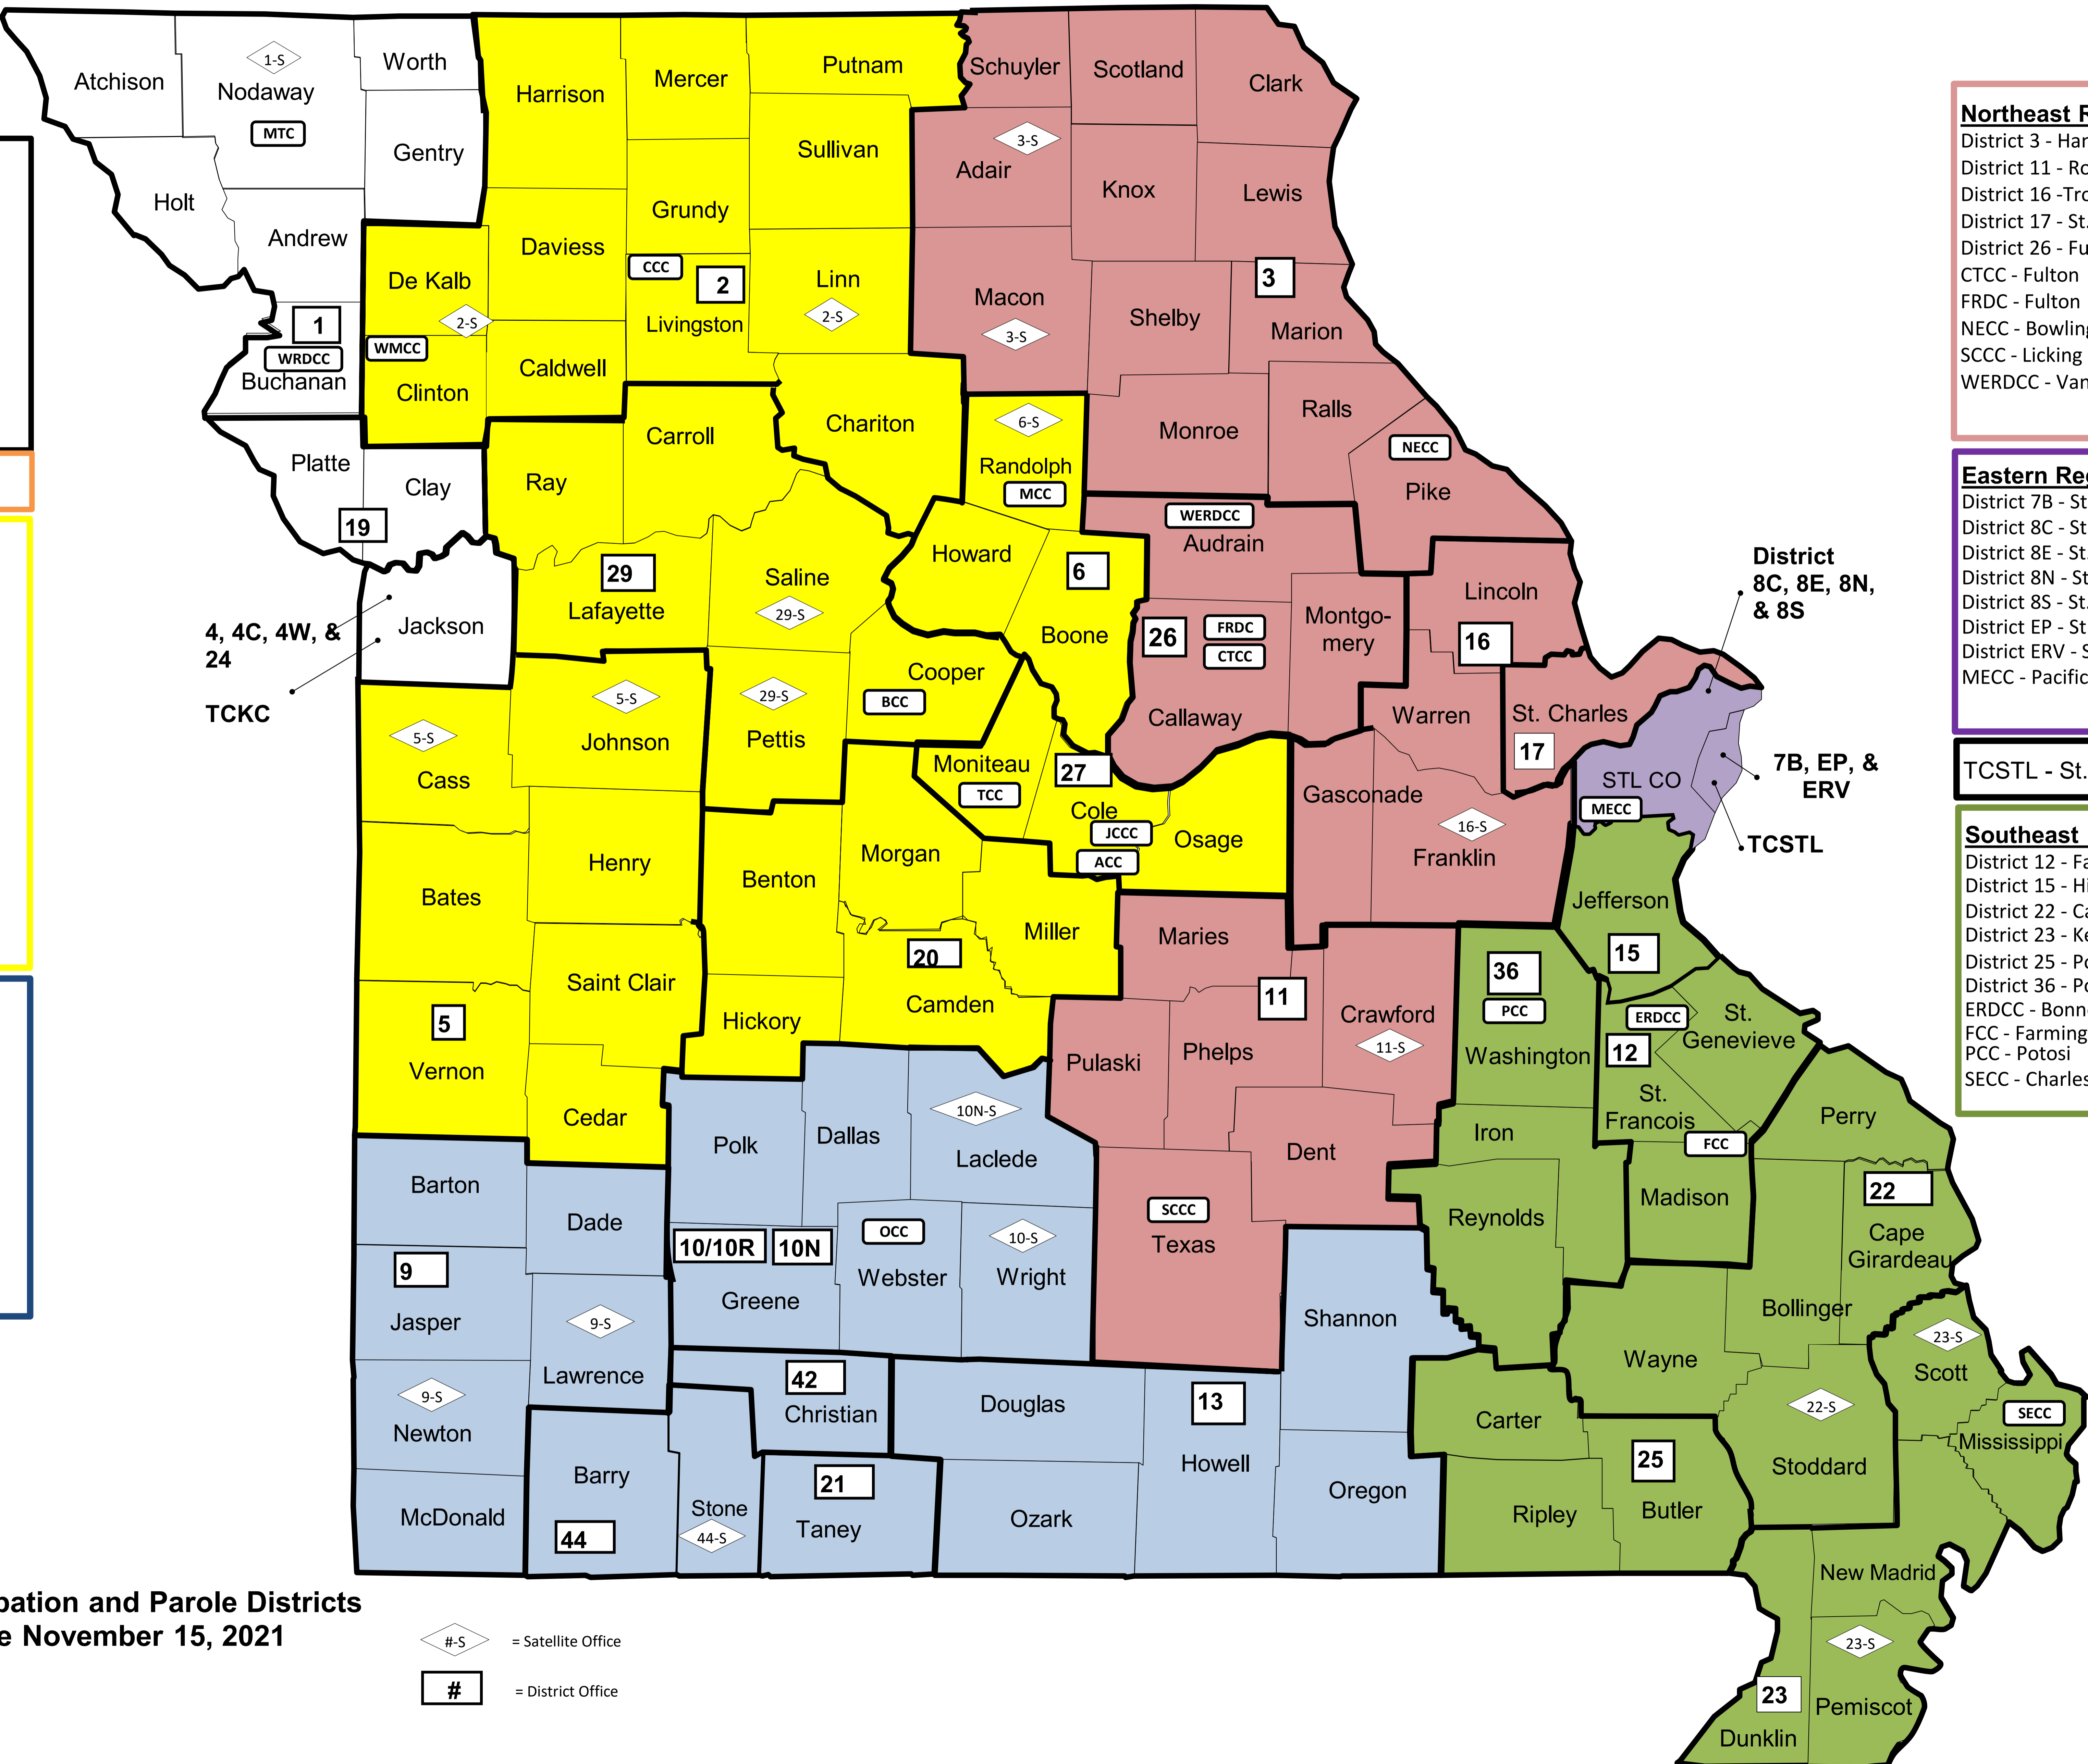 Atchison
1-S
Nodaway
MTC
Worth
Gentry
Holt
Andrew
1
WRDCC
Buchanan
Harrison
Mercer
Putnam
Sullivan
Grundy
Daviess
De Kalb
2-S
CCC
2
Livingston
Linn
2-S
WMCC
Clinton
Caldwell
Chariton
Carroll
Ray
Platte
Clay
19
Jackson
4, 4C, 4W, &
24
TCKC
Schuyler
Scotland
Clark
3-S
Adair
Knox
Lewis
Macon
3-S
Shelby
3
Marion
Monroe
Ralls
NECC
Pike
6-S
Randolph
MCC
Howard
6
Boone
29
Lafayette
Saline
29-S
Cooper
BCC
29-S
Pettis
5-S
Johnson
5-S
Cass
WERDCC
Audrain
26
FRDC
CTCC
Callaway
Montgo-
mery
Lincoln
16
Warren
St. Charles
17
District
8C, 8E, 8N,
& 8S
STL CO
MECC
7B, EP, &
ERV
TCSTL
Moniteau
TCC
27
Cole
JCCC
ACC
Osage
Gasconade
16-S
Franklin
Morgan
Miller
Benton
Henry
Bates
Saint Clair
20
Camden
Hickory
5
Vernon
Cedar
Maries
11
Pulaski
Phelps
Crawford
11-S
Dent
SCCC
Texas
Jefferson
15
36
PCC
Washington
ERDCC
12
St.
Genevieve
St.
Francois
FCC
Iron
Madison
Reynolds
Perry
22
Cape
Girardeau
Bollinger
Wayne
23-S
Scott
SECC
Mississippi
22-S
Stoddard
Carter
25
Butler
Ripley
New Madrid
23-S
23
Pemiscot
Dunklin
Barton
Dade
9
Jasper
9-S
Lawrence
9-S
Newton
McDonald
Polk
Dallas
10N-S
Laclede
10/10R
10N
Greene
OCC
Webster
10-S
Wright
42
Christian
Douglas
13
Howell
Shannon
Oregon
Ozark
21
Taney
Barry
44
Stone
44-S
Northeast R
District 3 - Har
District 11 - Ro
District 16 -Tro
District 17 - St.
District 26 - Fu
CTCC - Fulton
FRDC - Fulton
NECC - Bowling
SCCC - Licking
WERDCC - Van
Eastern Reg
District 7B - St
District 8C - St
District 8E - St.
District 8N - St
District 8S - St.
District EP - St
District ERV - S
MECC - Pacific
TCSTL - St.
Southeast
District 12 - Fa
District 15 - Hi
District 22 - Ca
District 23 - Ke
District 25 - Po
District 36 - Po
ERDCC - Bonne
FCC - Farming
PCC - Potosi
SECC - Charles
bation and Parole Districts
e November 15, 2021
#-S = Satellite Office
# = District Office